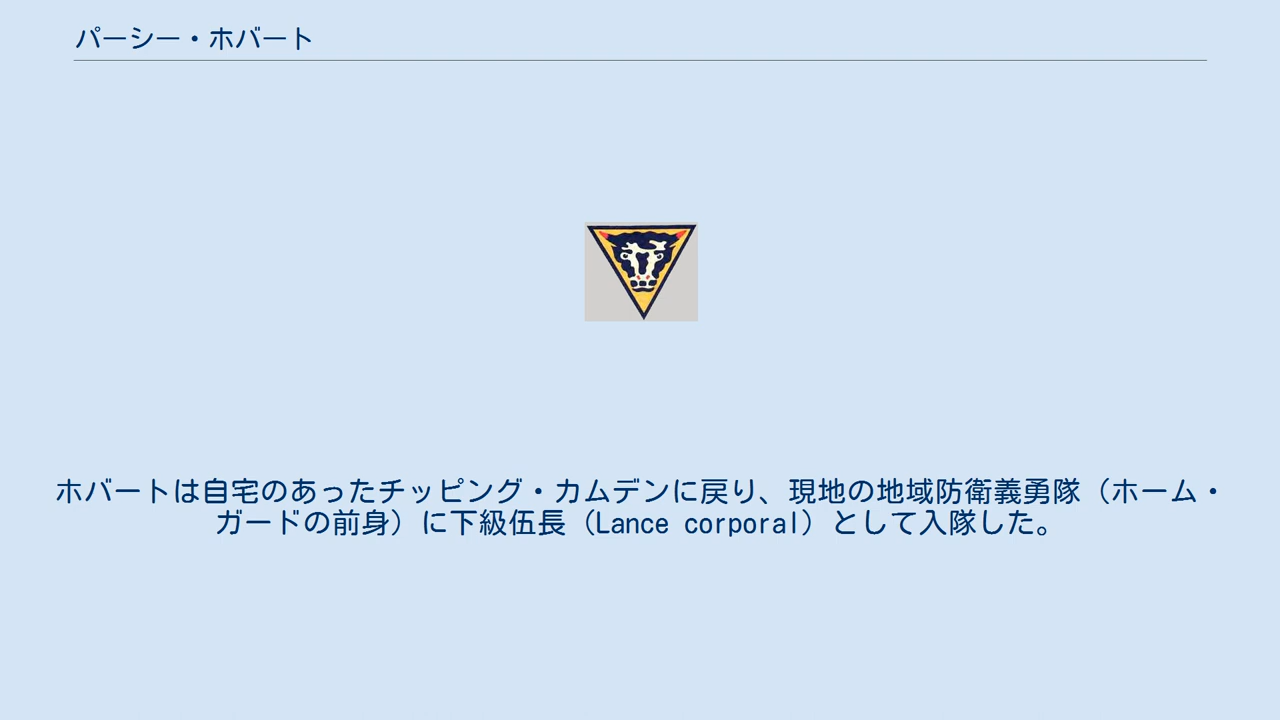 パーシー・ホバート
ホバートは自宅のあったチッピング・カムデンに戻り、現地の地域防衛義勇隊（ホーム・
ガードの前身）に下級伍長（Lance corporal）として入隊した。